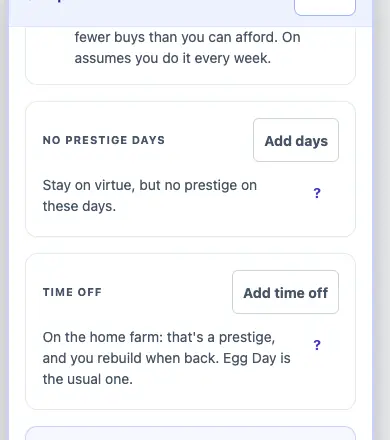 fewer buys than you can afford. On
assumes you do it every week.
NO PRESTIGE DAYS
Add days
Stay on virtue, but no prestige on
these days.
?
TIME OFF
Add time off
On the home farm: that's a prestige,
and you rebuild when back. Egg Day is
the usual one.
?